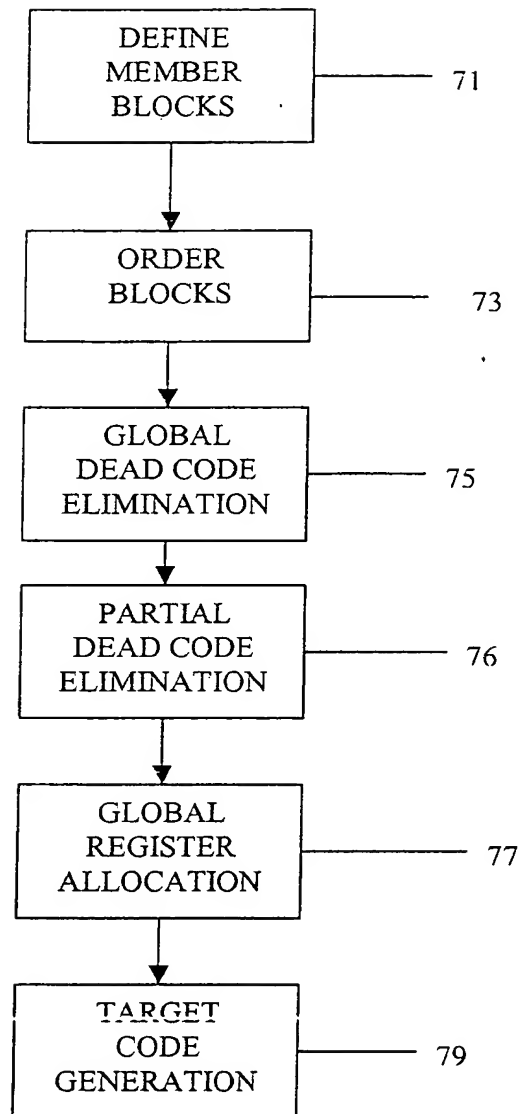 DEFINE
MEMBER
BLOCKS
71
ORDER
BLOCKS
73
GLOBAL
DEAD CODE
ELIMINATION
75
PARTIAL
DEAD CODE
ELIMINATION
76
GLOBAL
REGISTER
ALLOCATION
77
TARGET
CODE
GENERATION
79